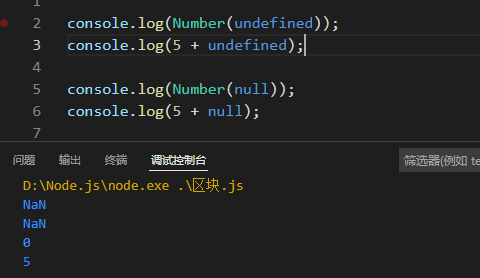 1
2 console.log(Number(undefined));
3 console.log(5 + undefined);
4
5 console.log(Number(null));
6 console.log(5 + null);
7
问题 输出 终端 调试控制台 筛选器(例如 te
D:\Node.js\node.exe .\区块.js
NaN
NaN
0
5